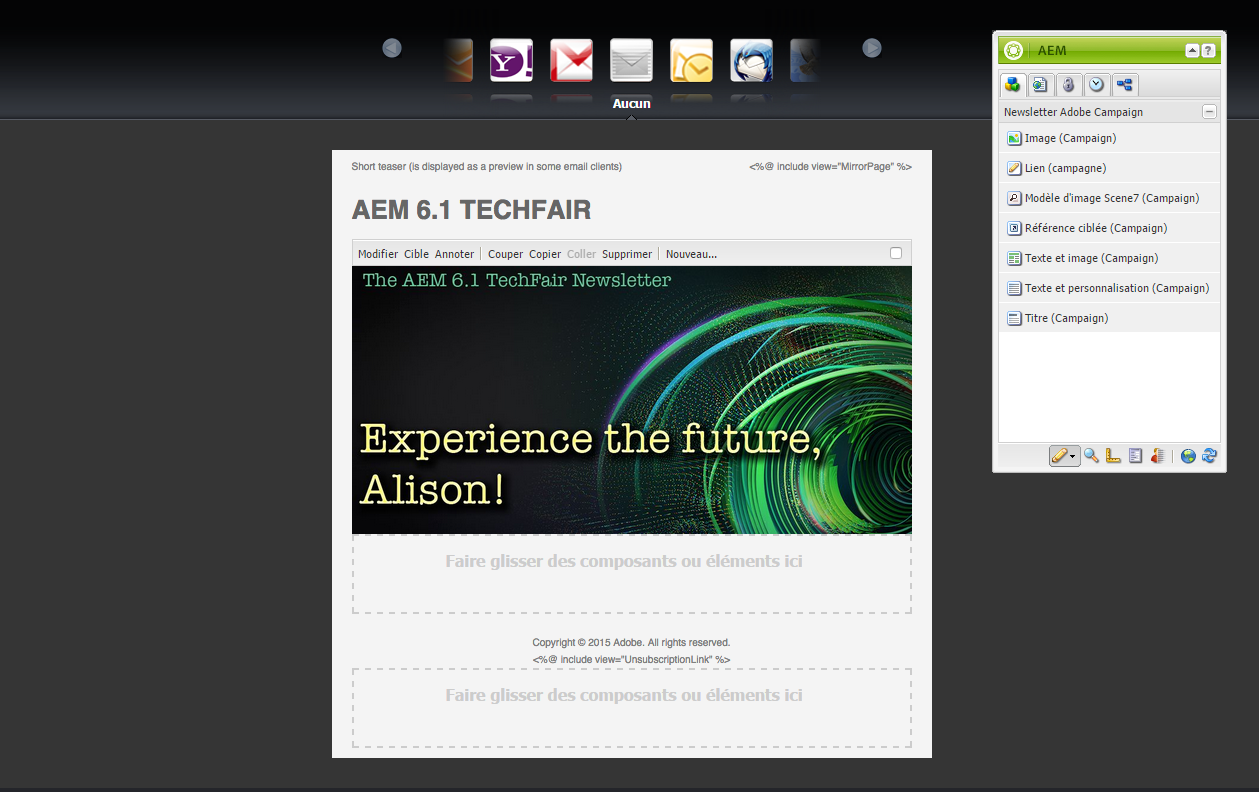 Aucun
AEM
?
Newsletter Adobe Campaign
Image (Campaign)
Lien (campagne)
Modèle d'image Scene7 (Campaign)
Référence ciblée (Campaign)
Texte et image (Campaign)
Texte et personnalisation (Campaign)
Titre (Campaign)
Short teaser (is displayed as a preview in some email clients)
<%@ include view="MirrorPage" %>
AEM 6.1 TECHFAIR
Modifier Cible Annoter Couper Copier Coller Supprimer Nouveau...
The AEM 6.1 TechFair Newsletter
Experience the future,
Alison!
Faire glisser des composants ou éléments ici
Copyright © 2015 Adobe. All rights reserved.
<%@ include view="UnsubscriptionLink" %>
Faire glisser des composants ou éléments ici